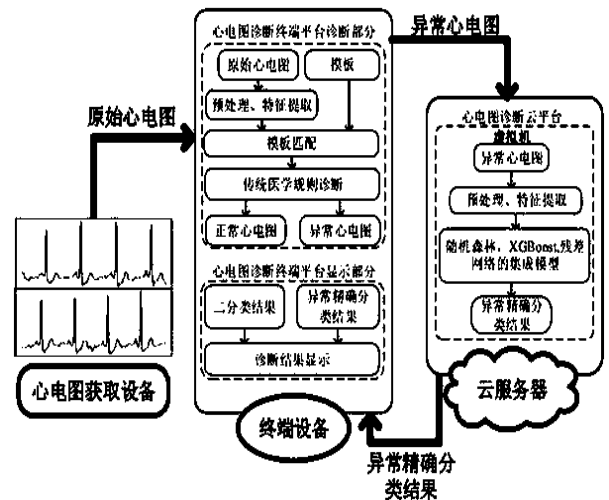 心电图诊断终端平台诊断部分
原始心电图
模板
预处理、特征提取
模板匹配
传统医学规则诊断
正常心电图
异常心电图
心电图诊断终端平台显示部分
二分类结果
异常精确分
类结果
诊断结果显示
终端设备
原始心电图
心电图获取设备
异常心电图
心电图诊断云平台
虚拟机
异常心电图
预处理、特征提取
随机森林，XGBonst,残差
网络的集成模型
异常精确分
类结果
云服务器
异常精确分
类结果